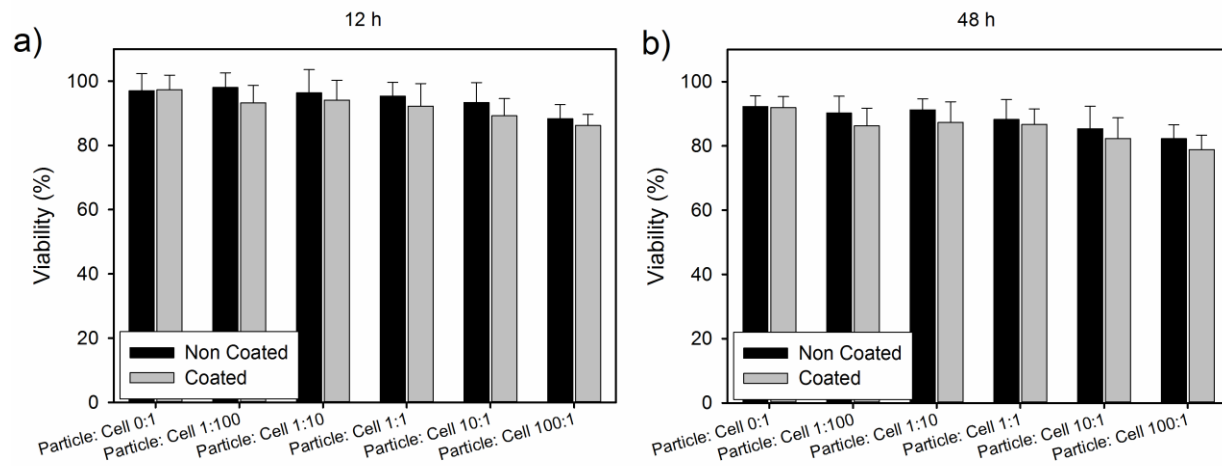 12 h
a)
Viability (%)
100
80
60
40
20
0
Non Coated
Coated
Particle: Cell 0:1
Particle: Cell 1:100
Particle: Cell 1:10
Particle: Cell 1:1
Particle: Cell 10:1
Particle: Cell 100:1
48 h
b)
Viability (%)
100
80
60
40
20
0
Non Coated
Coated
Particle: Cell 0:1
Particle: Cell 1:100
Particle: Cell 1:10
Particle: Cell 1:1
Particle: Cell 10:1
Particle: Cell 100:1